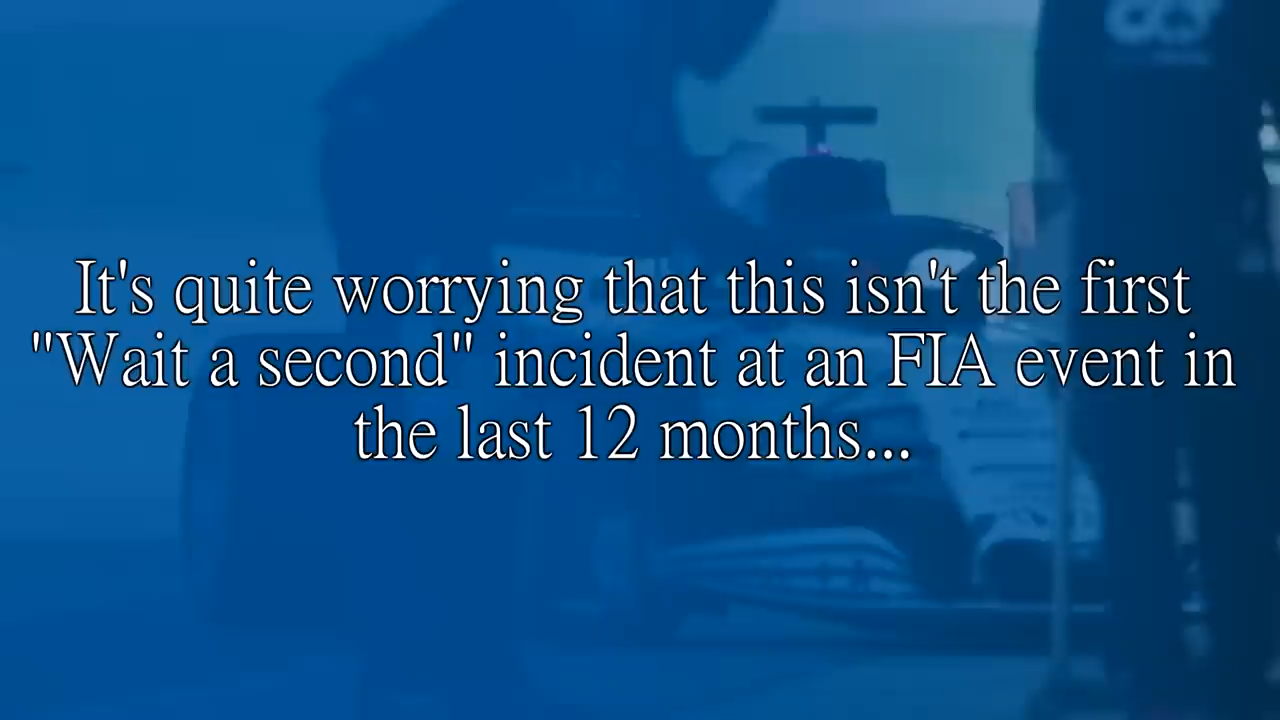 It's quite worrying that this isn't the first
"Wait a second" incident at an FIA event in
the last 12 months...